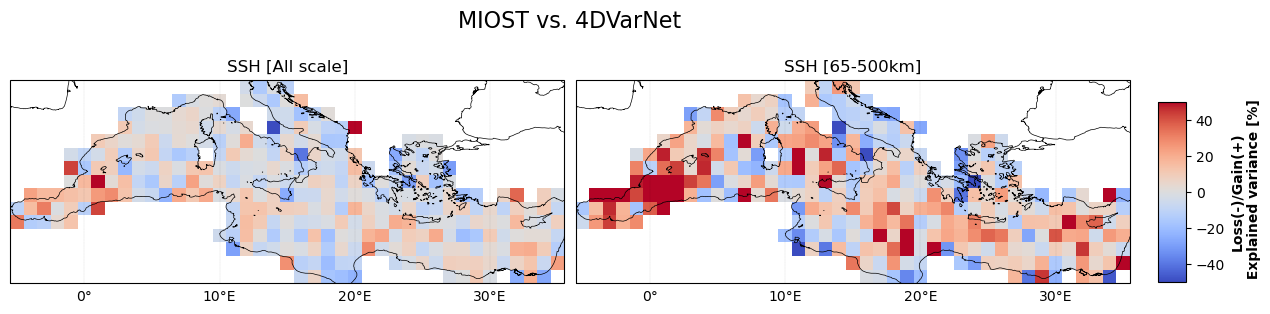 MIOST vs. 4DVarNet
SSH [All scale]
SSH [65-500km]
0°
10°E
20°E
30°E
0°
10°E
20°E
30°E
40
20
0
−20
−40
Loss(-)/Gain(+)
Explained variance [%]